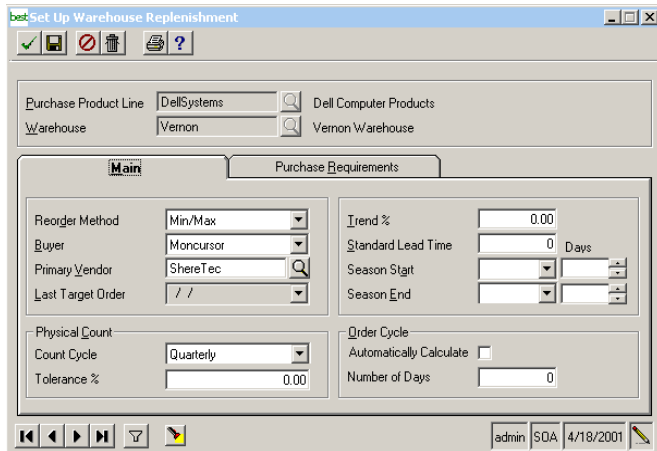 best Set Up Warehouse Replenishment
Purchase Product Line DellSystems Dell Computer Products
Warehouse Vernon Vernon Warehouse
Main Purchase Requirements
Reorder Method Min/Max Trend % 0.00
Buyer Moncursor Standard Lead Time 0 Days
Primary Vendor ShereTec Season Start
Last Target Order / / Season End
Physical Count Order Cycle
Count Cycle Quarterly Automatically Calculate
Tolerance % 0.00 Number of Days 0
admin SOA 4/18/2001